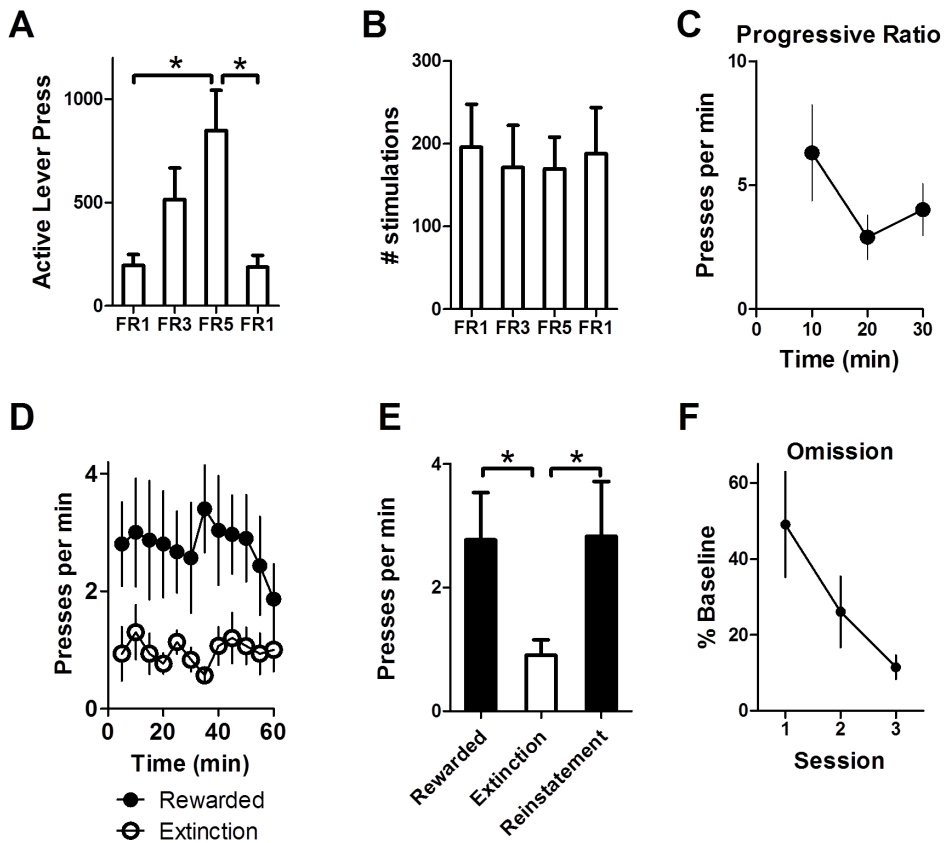 A
Active Lever Press
1000
500
0
* *
FR1 FR3 FR5 FR1
B
# stimulations
300
200
100
0
FR1 FR3 FR5 FR1
C
Progressive Ratio
Presses per min
10
5
0
0 10 20 30
Time (min)
D
Presses per min
4
2
0
0 20 40 60
Time (min)
Rewarded
Extinction
E
Presses per min
4
2
0
* *
Rewarded
Extinction
Reinstatement
F
Omission
% Baseline
60
40
20
0
1 2 3
Session